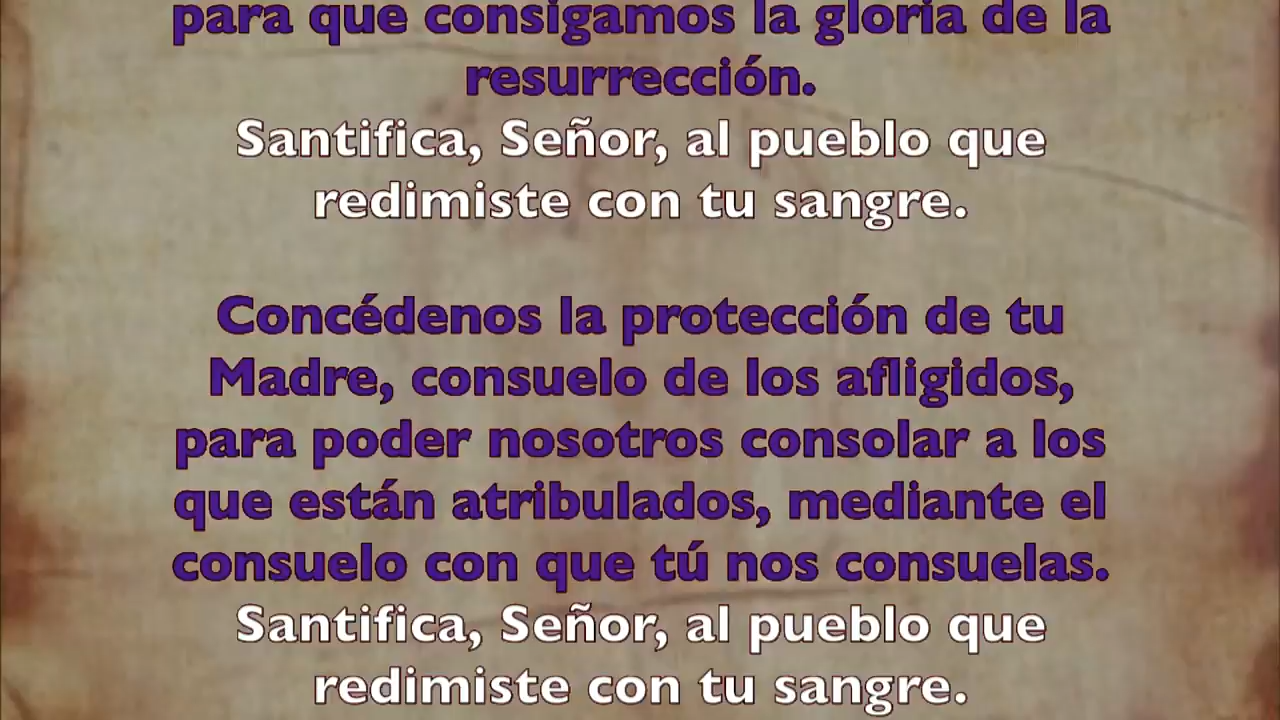 para que consigamos la gloria de la
resurrección.
Santifica, Señor, al pueblo que
redimiste con tu sangre.
Concédenos la protección de tu
Madre, consuelo de los afligidos,
para poder nosotros consolar a los
que están atribulados, mediante el
consuelo con que tú nos consuelas.
Santifica, Señor, al pueblo que
redimiste con tu sangre.